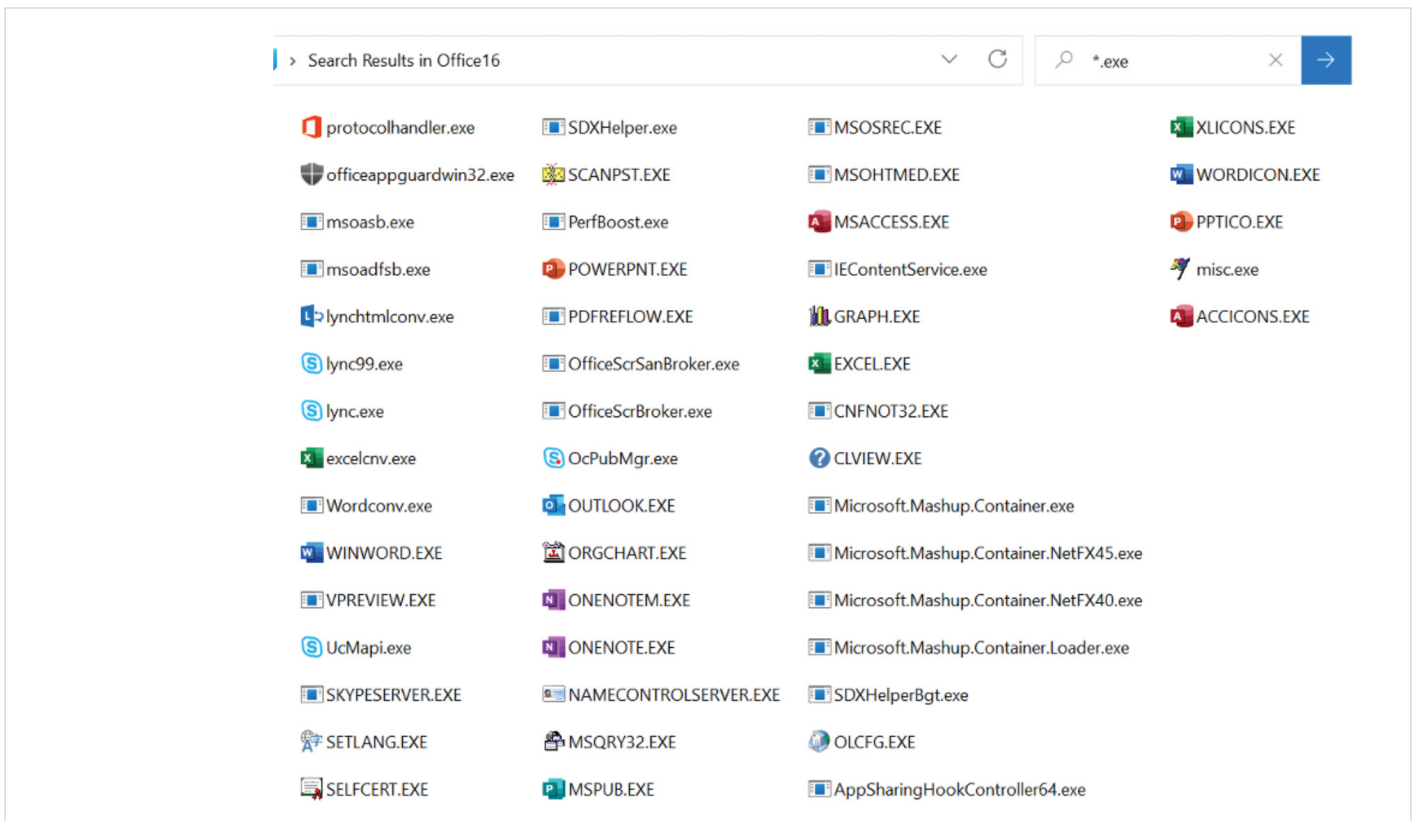 > Search Results in Office16
*.exe
protocolhandler.exe
officeappguardwin32.exe
msoasb.exe
msoadfsb.exe
lynchtmlconv.exe
lync99.exe
lync.exe
excelcnv.exe
Wordconv.exe
WINWORD.EXE
VPREVIEW.EXE
UcMapi.exe
SKYPESERVER.EXE
SETLANG.EXE
SELFCERT.EXE
SDXHelper.exe
SCANPST.EXE
PerfBoost.exe
POWERPNT.EXE
PDFREFLOW.EXE
OfficeScrSanBroker.exe
OfficeScrBroker.exe
OcPubMgr.exe
OUTLOOK.EXE
ORGCHART.EXE
ONENOTEM.EXE
ONENOTE.EXE
NAMECONTROLSERVER.EXE
MSQRY32.EXE
MSPUB.EXE
MSOSREC.EXE
MSOHTMED.EXE
MSACCESS.EXE
IEContentService.exe
GRAPH.EXE
EXCEL.EXE
CNFNOT32.EXE
CLVIEW.EXE
Microsoft.Mashup.Container.exe
Microsoft.Mashup.Container.NetFX45.exe
Microsoft.Mashup.Container.NetFX40.exe
Microsoft.Mashup.Container.Loader.exe
SDXHelperBgt.exe
OLCFG.EXE
AppSharingHookController64.exe
XLICONS.EXE
WORDICON.EXE
PPTICO.EXE
misc.exe
ACCICONS.EXE